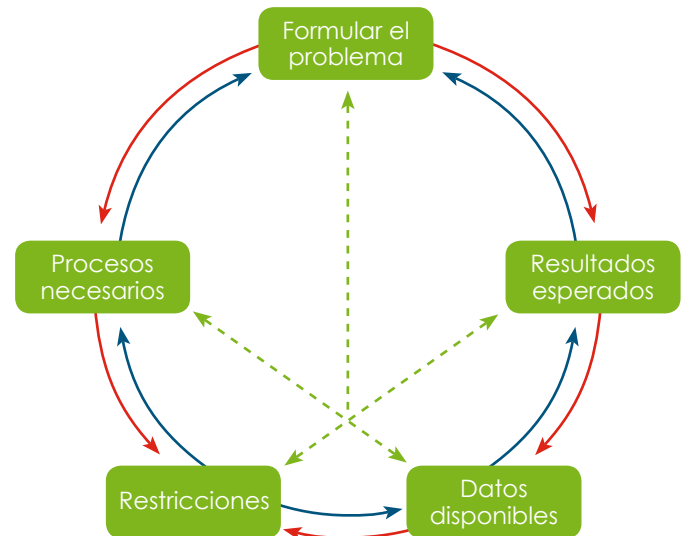 Formular el
problema
Procesos
necesarios
Resultados
esperados
Restricciones
Datos
disponibles